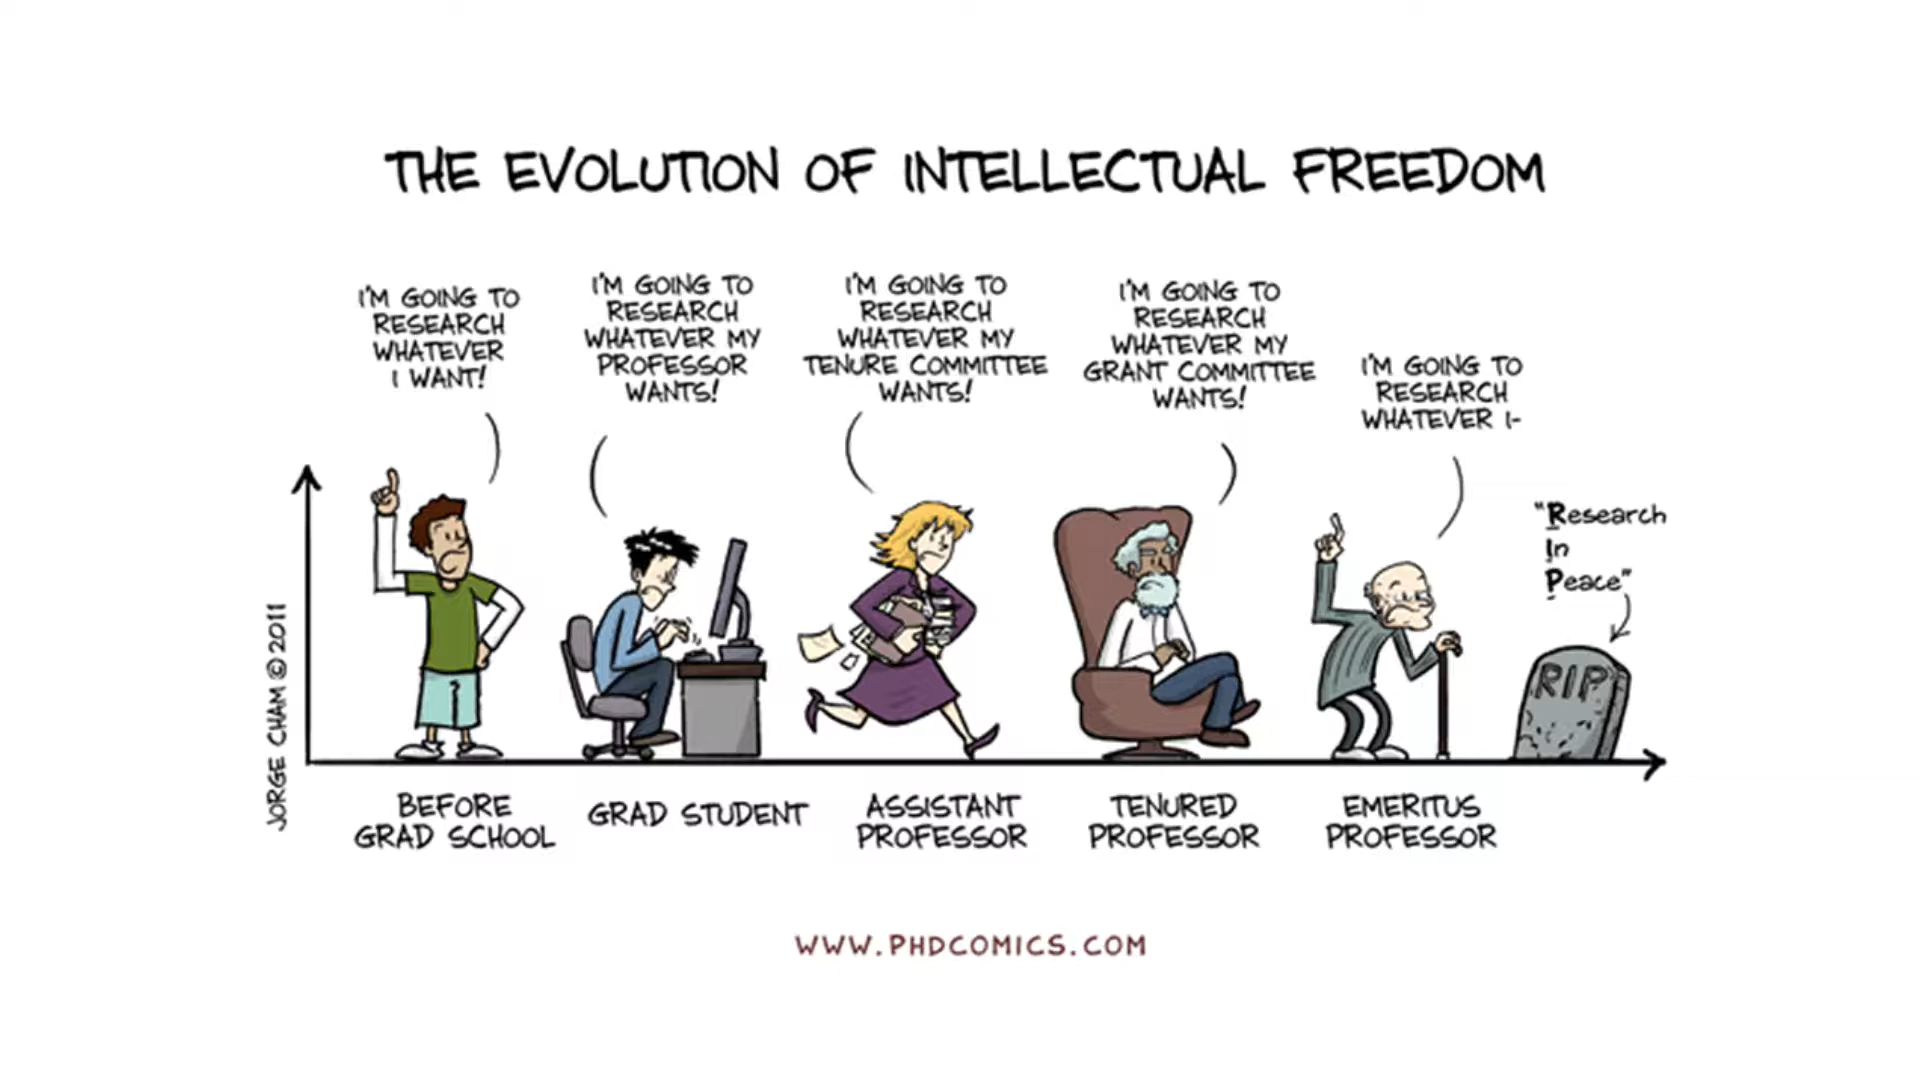 THE EVOLUTION OF INTELLECTUAL FREEDOM
I'M GOING TO
RESEARCH
WHATEVER
I WANT!
I'M GOING TO
RESEARCH
WHATEVER MY
PROFESSOR
WANTS!
I'M GOING TO
RESEARCH
WHATEVER MY
TENURE COMMITTEE
WANTS!
I'M GOING TO
RESEARCH
WHATEVER MY
GRANT COMMITTEE
WANTS!
I'M GOING TO
RESEARCH
WHATEVER I-
"Research
In
Peace"
RIP
JORGE CHAM © 2011
BEFORE
GRAD SCHOOL
GRAD STUDENT
ASSISTANT
PROFESSOR
TENURED
PROFESSOR
EMERITUS
PROFESSOR
WWW.PHDCOMICS.COM